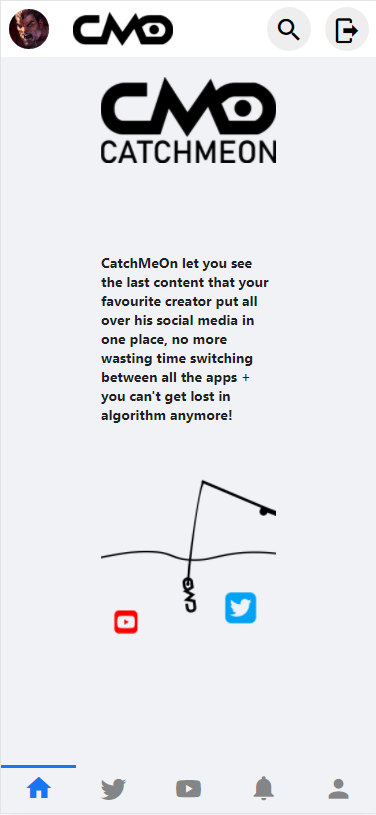 CMO
CMO
CATCHMEON
CatchMeOn let you see
the last content that your
favourite creator put all
over his social media in
one place, no more
wasting time switching
between all the apps +
you can't get lost in
algorithm anymore!
CMO